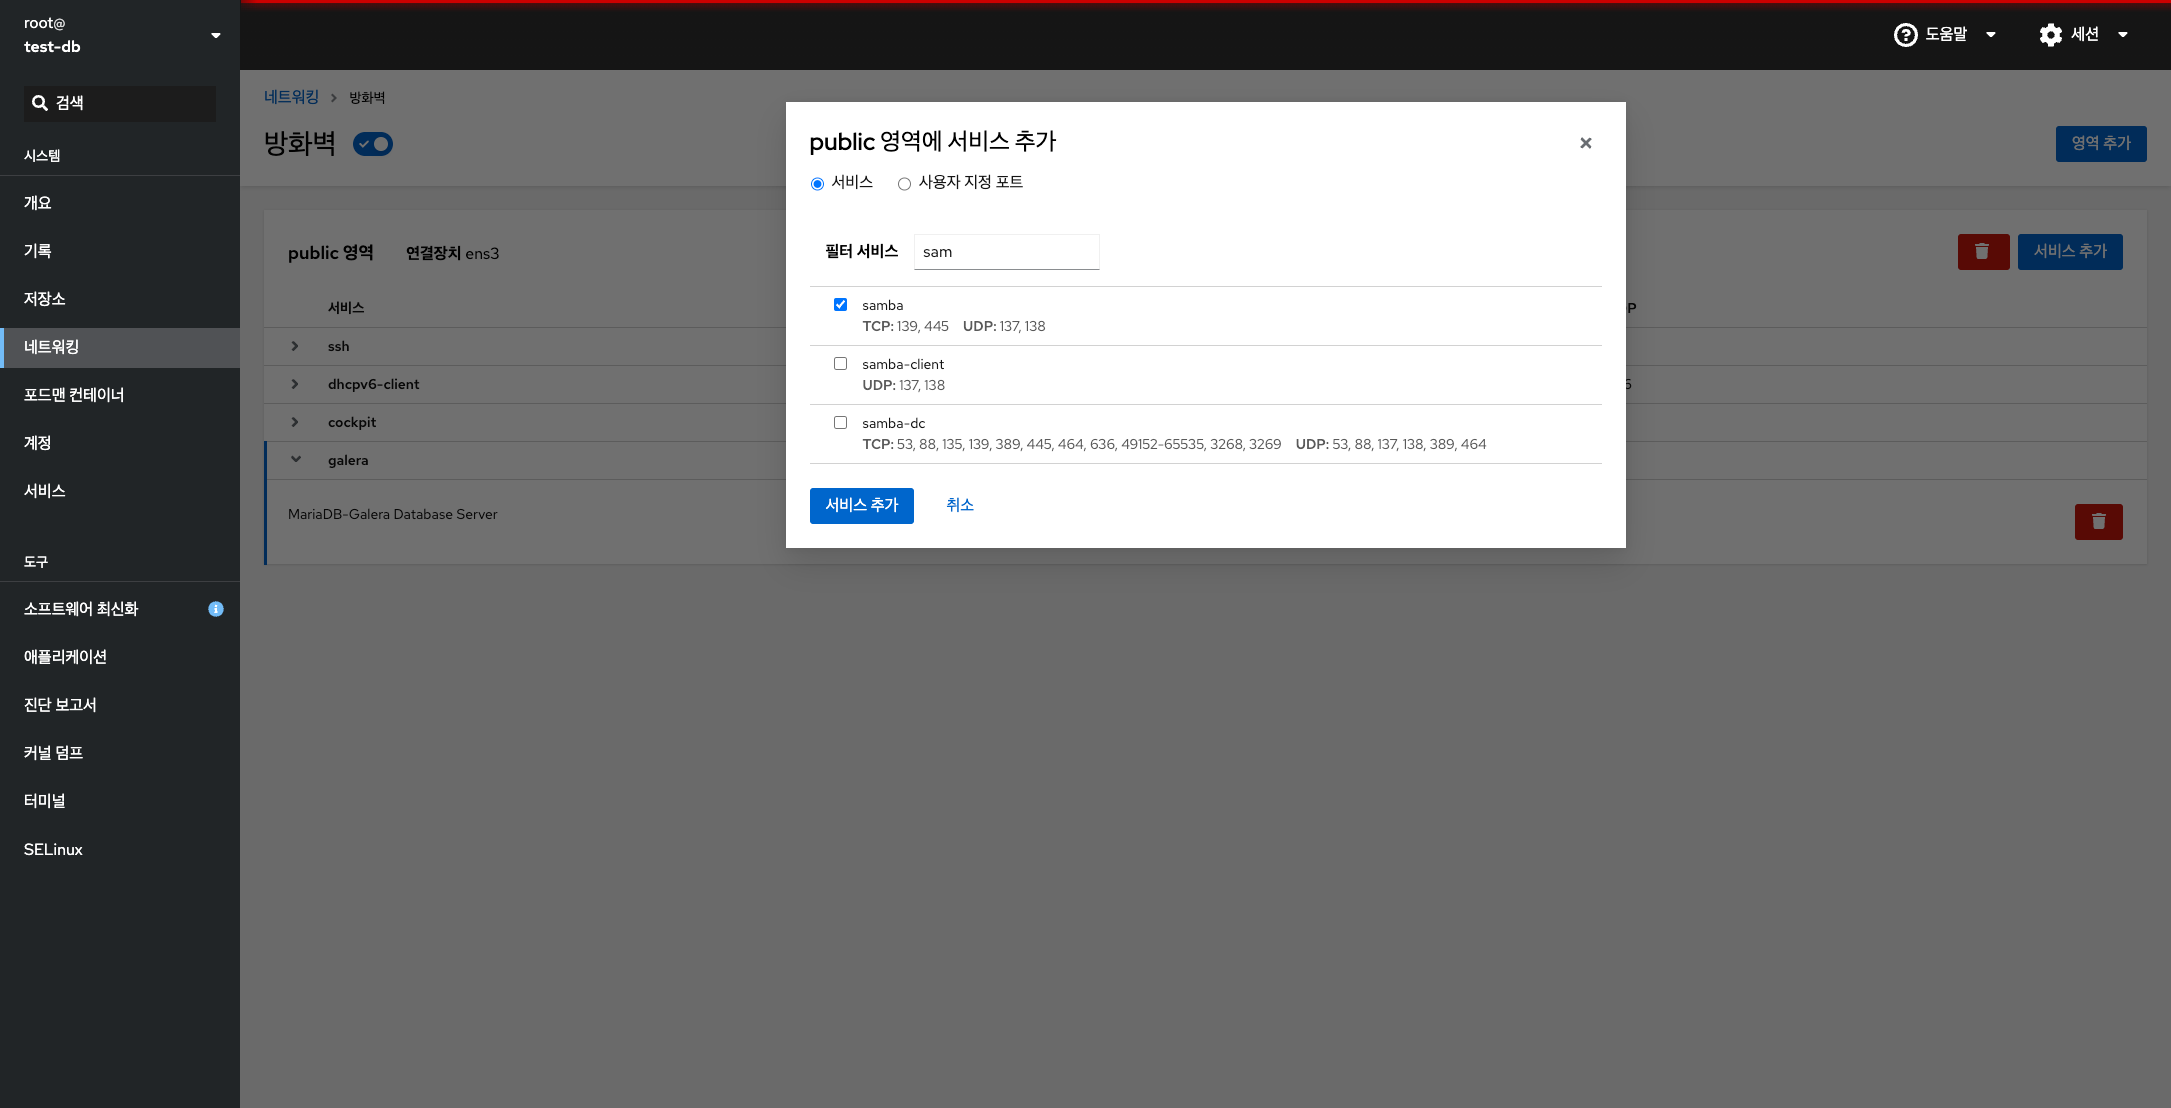 root@
test-db
검색
시스템
개요
기록
저장소
네트워킹
포드맨 컨테이너
계정
서비스
도구
소프트웨어 최신화
애플리케이션
진단 보고서
커널 덤프
터미널
SELinux
도움말
세션
네트워킹 > 방화벽
방화벽
영역 추가
public 영역 연결장치 ens3
서비스 추가
서비스
ssh
dhcpv6-client
cockpit
galera
MariaDB-Galera Database Server
public 영역에 서비스 추가
서비스 사용자 지정 포트
필터 서비스 sam
samba
TCP: 139, 445 UDP: 137, 138
samba-client
UDP: 137, 138
samba-dc
TCP: 53, 88, 135, 139, 389, 445, 464, 636, 49152-65535, 3268, 3269 UDP: 53, 88, 137, 138, 389, 464
서비스 추가 취소